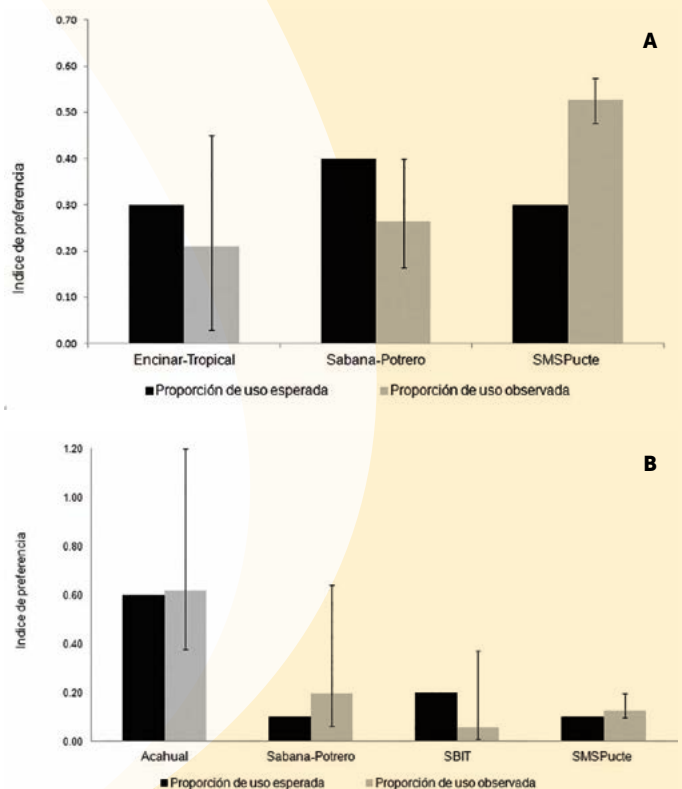 A
0.70
0.60
0.50
0.40
0.30
0.20
0.10
0.00
Indice de preferencia
Encinar-Tropical Sabana-Potrero SMSPucte
Proporción de uso esperada Proporción de uso observada
B
1.20
1.00
0.80
0.60
0.40
0.20
0.00
Indice de preferencia
Acahual Sabana-Potrero SBIT SMSPucte
Proporción de uso esperada Proporción de uso observada